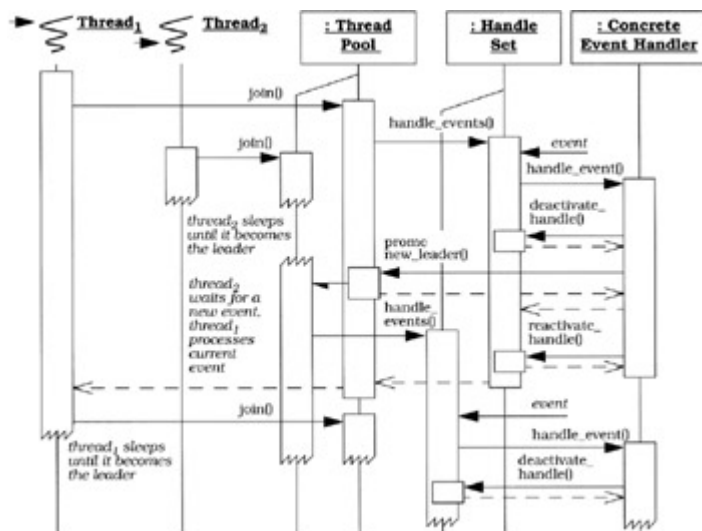 Thread1
Thread2
: Thread
Pool
: Handle
Set
: Concrete
Event Handler
join()
handle_events()
event
join()
handle_event()
deactivate_
handle()
thread2 sleeps
until it becomes
the leader
new_leader()
thread2
waits for a
new event,
thread1
processes
current
event
handle_
events()
reactivate_
handle()
join()
event
handle_event()
thread1 sleeps
until it becomes
the leader
deactivate_
handle()